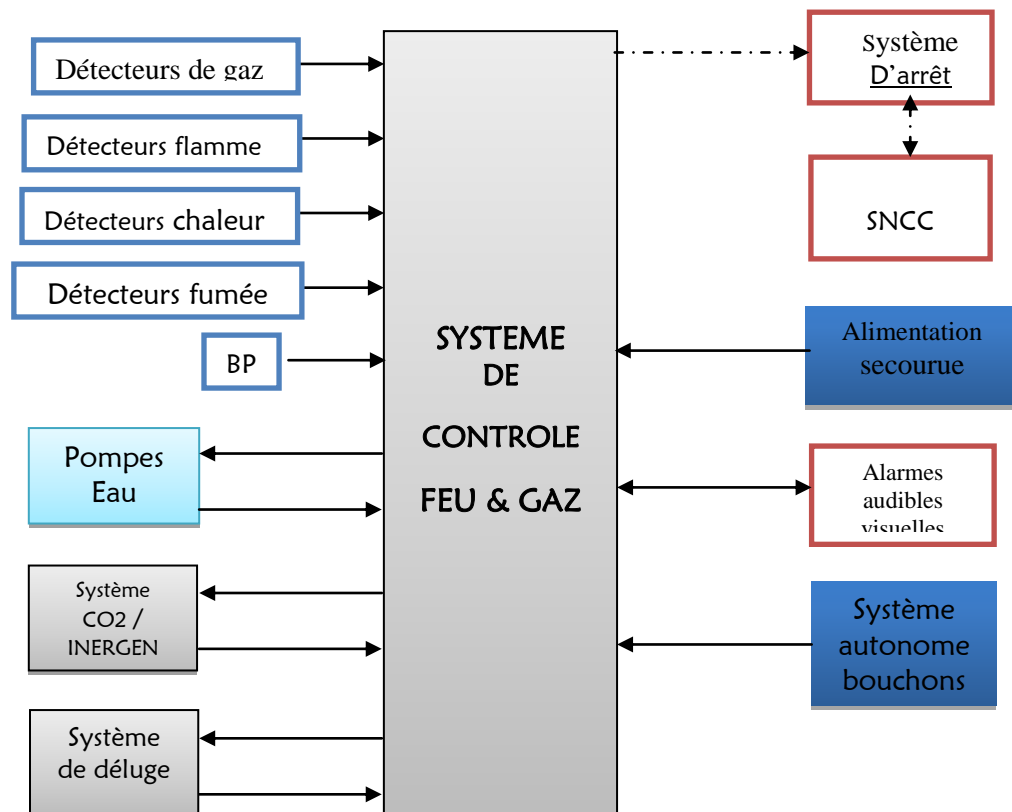 Détecteurs de gaz
Détecteurs flamme
Détecteurs chaleur
Détecteurs fumée
BP
Pompes
Eau
Système
CO2 /
INERGEN
Système
de déluge
SYSTEME
DE
CONTROLE
FEU & GAZ
Système
D'arrêt
SNCC
Alimentation
secourue
Alarmes
audibles
visuelles
Système
autonome
bouchons